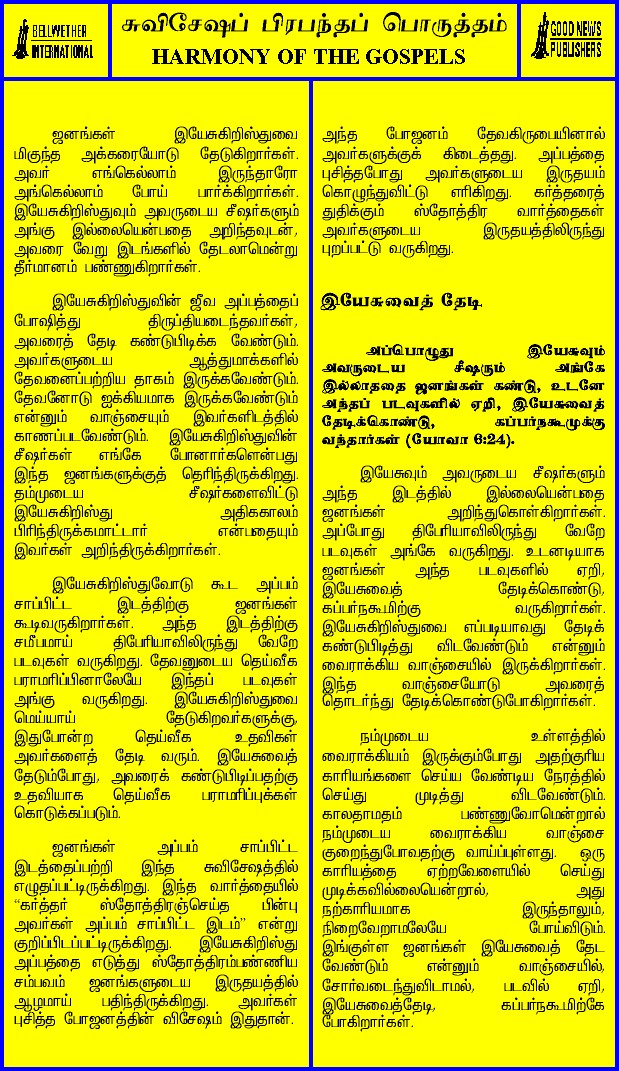 BELLWETHER
INTERNATIONAL
சுவிசேஷப் பிரபந்தப் பொருத்தம்
HARMONY OF THE GOSPELS
GOOD NEWS
PUBLISHERS
ஜனங்கள் இயேசுகிறிஸ்துவை
மிகுந்த அக்கரையோடு தேடுகிறார்கள்.
அவர் எங்கெல்லாம் இருந்தாரோ
அங்கெல்லாம் போய் பார்க்கிறார்கள்.
இயேசுகிறிஸ்துவும் அவருடைய சீஷர்களும்
அங்கு இல்லையென்பதை அறிந்தவுடன்,
அவரை வேறு இடங்களில் தேடலாமென்று
தீர்மானம் பண்ணுகிறார்கள்.
இயேசுகிறிஸ்துவின் ஜீவ அப்பத்தைப்
போஷித்து திருப்தியடைந்தவர்கள்,
அவரைத் தேடி கண்டுபிடிக்க வேண்டும்.
அவர்களுடைய ஆத்துமாக்களில்
தேவனைப்பற்றிய தாகம் இருக்கவேண்டும்.
தேவனோடு ஐக்கியமாக இருக்கவேண்டும்
என்னும் வாஞ்சையும் இவர்களிடத்தில்
காணப்படவேண்டும். இயேசுகிறிஸ்துவின்
சீஷர்கள் எங்கே போனார்களென்பது
இந்த ஜனங்களுக்குத் தெரிந்திருக்கிறது.
தம்முடைய சீஷர்களைவிட்டு
இயேசுகிறிஸ்து அதிககாலம்
பிரிந்திருக்கமாட்டார் என்பதையும்
இவர்கள் அறிந்திருக்கிறார்கள்.
இயேசுகிறிஸ்துவோடு கூட அப்பம்
சாப்பிட்ட இடத்திற்கு ஜனங்கள்
கூடிவருகிறார்கள். அந்த இடத்திற்கு
சமீபமாய் திபேரியாவிலிருந்து வேறே
படவுகள் வருகிறது. தேவனுடைய தெய்வீக
பராமரிப்பினாலேயே இந்தப் படவுகள்
அங்கு வருகிறது. இயேசுகிறிஸ்துவை
மெய்யாய் தேடுகிறவர்களுக்கு,
இதுபோன்ற தெய்வீக உதவிகள்
அவர்களைத் தேடி வரும். இயேசுவைத்
தேடும்போது, அவரைக் கண்டுபிடிப்பதற்கு
உதவியாக தெய்வீக பராமரிப்புக்கள்
கொடுக்கப்படும்.
ஜனங்கள் அப்பம் சாப்பிட்ட
இடத்தைப்பற்றி இந்த சுவிசேஷத்தில்
எழுதப்பட்டிருக்கிறது. இந்த வார்த்தையில்
“கர்த்தர் ஸ்தோத்திரஞ்செய்த பின்பு
அவர்கள் அப்பம் சாப்பிட்ட இடம்” என்று
குறிப்பிடப்பட்டிருக்கிறது. இயேசுகிறிஸ்து
அப்பத்தை எடுத்து ஸ்தோத்திரம்பண்ணிய
சம்பவம் ஜனங்களுடைய இருதயத்தில்
ஆழமாய் பதிந்திருக்கிறது. அவர்கள்
புசித்த போஜனத்தின் விசேஷம் இதுதான்.
அந்த போஜனம் தேவகிருபையினால்
அவர்களுக்குக் கிடைத்தது. அப்பத்தை
புசித்தபோது அவர்களுடைய இருதயம்
கொழுந்துவிட்டு எரிகிறது. கர்த்தரைத்
துதிக்கும் ஸ்தோத்திர வார்த்தைகள்
அவர்களுடைய இருதயத்திலிருந்து
புறப்பட்டு வருகிறது.
இயேசுவைத் தேடி
அப்பொழுது இயேசுவும்
அவருடைய சீஷரும் அங்கே
இல்லாததை ஜனங்கள் கண்டு, உடனே
அந்தப் படவுகளில் ஏறி, இயேசுவைத்
தேடிக்கொண்டு, கப்பர்நகூமுக்கு
வந்தார்கள் (யோவா 6:24).
இயேசுவும் அவருடைய சீஷர்களும்
அந்த இடத்தில் இல்லையென்பதை
ஜனங்கள் அறிந்துகொள்கிறார்கள்.
அப்போது திபேரியாவிலிருந்து வேறே
படவுகள் அங்கே வருகிறது. உடனடியாக
ஜனங்கள் அந்த படவுகளில் ஏறி,
இயேசுவைத் தேடிக்கொண்டு,
கப்பர்நகூமிற்கு வருகிறார்கள்.
இயேசுகிறிஸ்துவை எப்படியாவது தேடிக்
கண்டுபிடித்து விடவேண்டும் என்னும்
வைராக்கிய வாஞ்சையில் இருக்கிறார்கள்.
இந்த வாஞ்சையோடு அவரைத்
தொடர்ந்து தேடிக்கொண்டுபோகிறார்கள்.
நம்முடைய உள்ளத்தில்
வைராக்கியம் இருக்கும்போது அதற்குரிய
காரியங்களை செய்ய வேண்டிய நேரத்தில்
செய்து முடித்து விடவேண்டும்.
காலதாமதம் பண்ணுவோமென்றால்
நம்முடைய வைராக்கிய வாஞ்சை
குறைந்துபோவதற்கு வாய்ப்புள்ளது. ஒரு
காரியத்தை ஏற்றவேளையில் செய்து
முடிக்கவில்லையென்றால், அது
நற்காரியமாக இருந்தாலும்,
நிறைவேறாமலேயே போய்விடும்.
இங்குள்ள ஜனங்கள் இயேசுவைத் தேட
வேண்டும் என்னும் வாஞ்சையில்,
சோர்வடைந்துவிடாமல், படவில் ஏறி,
இயேசுவைத்தேடி, கப்பர்நகூமிற்கே
போகிறார்கள்.